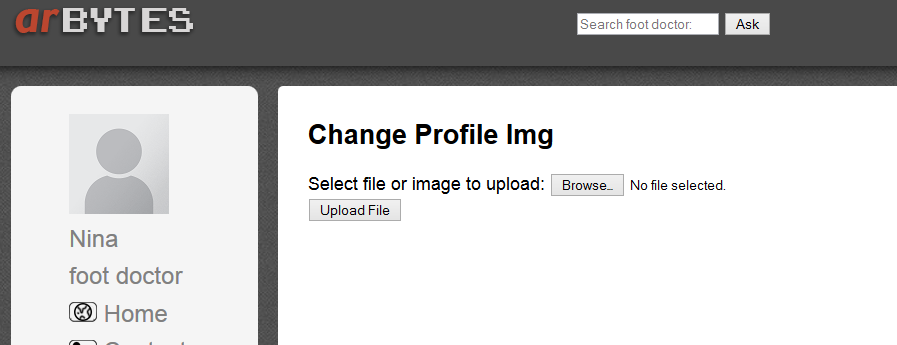 arBYTES
Search foot doctor:
Ask
Change Profile Img
Select file or image to upload: Browse... No file selected.
Upload File
Nina
foot doctor
Home